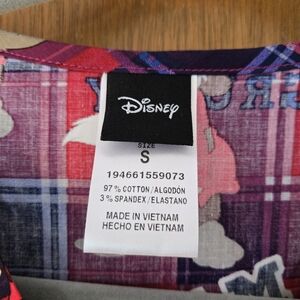 Disney
SIZE
S
194661559073
97% COTTON/ALGODÓN
3% SPANDEX/ELASTANO
MADE IN VIETNAM
HECHO EN VIETNAM